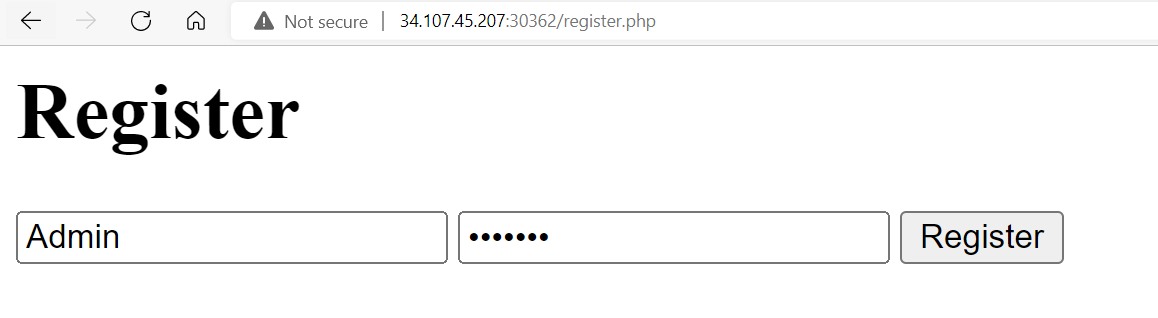 Not secure | 34.107.45.207:30362/register.php
Register
Admin ••••••• Register